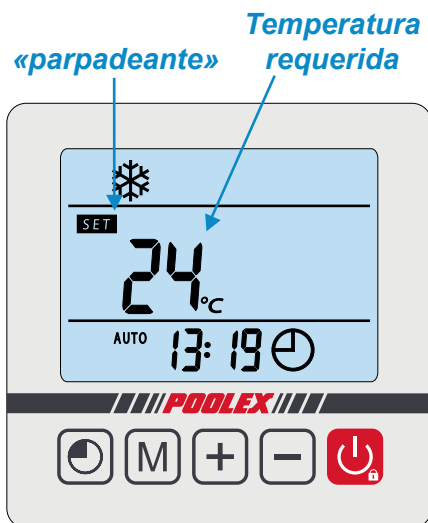 Temperatura
requerida
«parpadeante»
SET
24 °C
AUTO 13:19
POOLEX
M + −